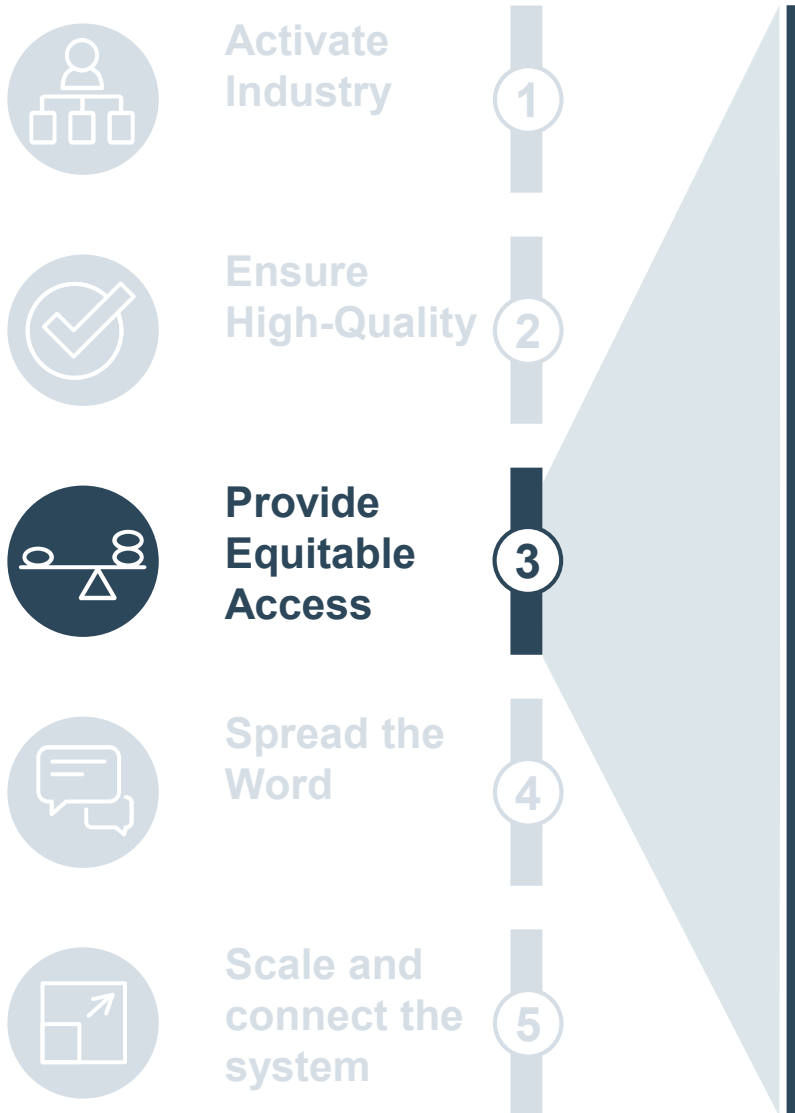 Activate
Industry
1
Ensure
High-Quality
2
Provide
Equitable
Access
3
Spread the
Word
4
Scale and
connect the
system
5